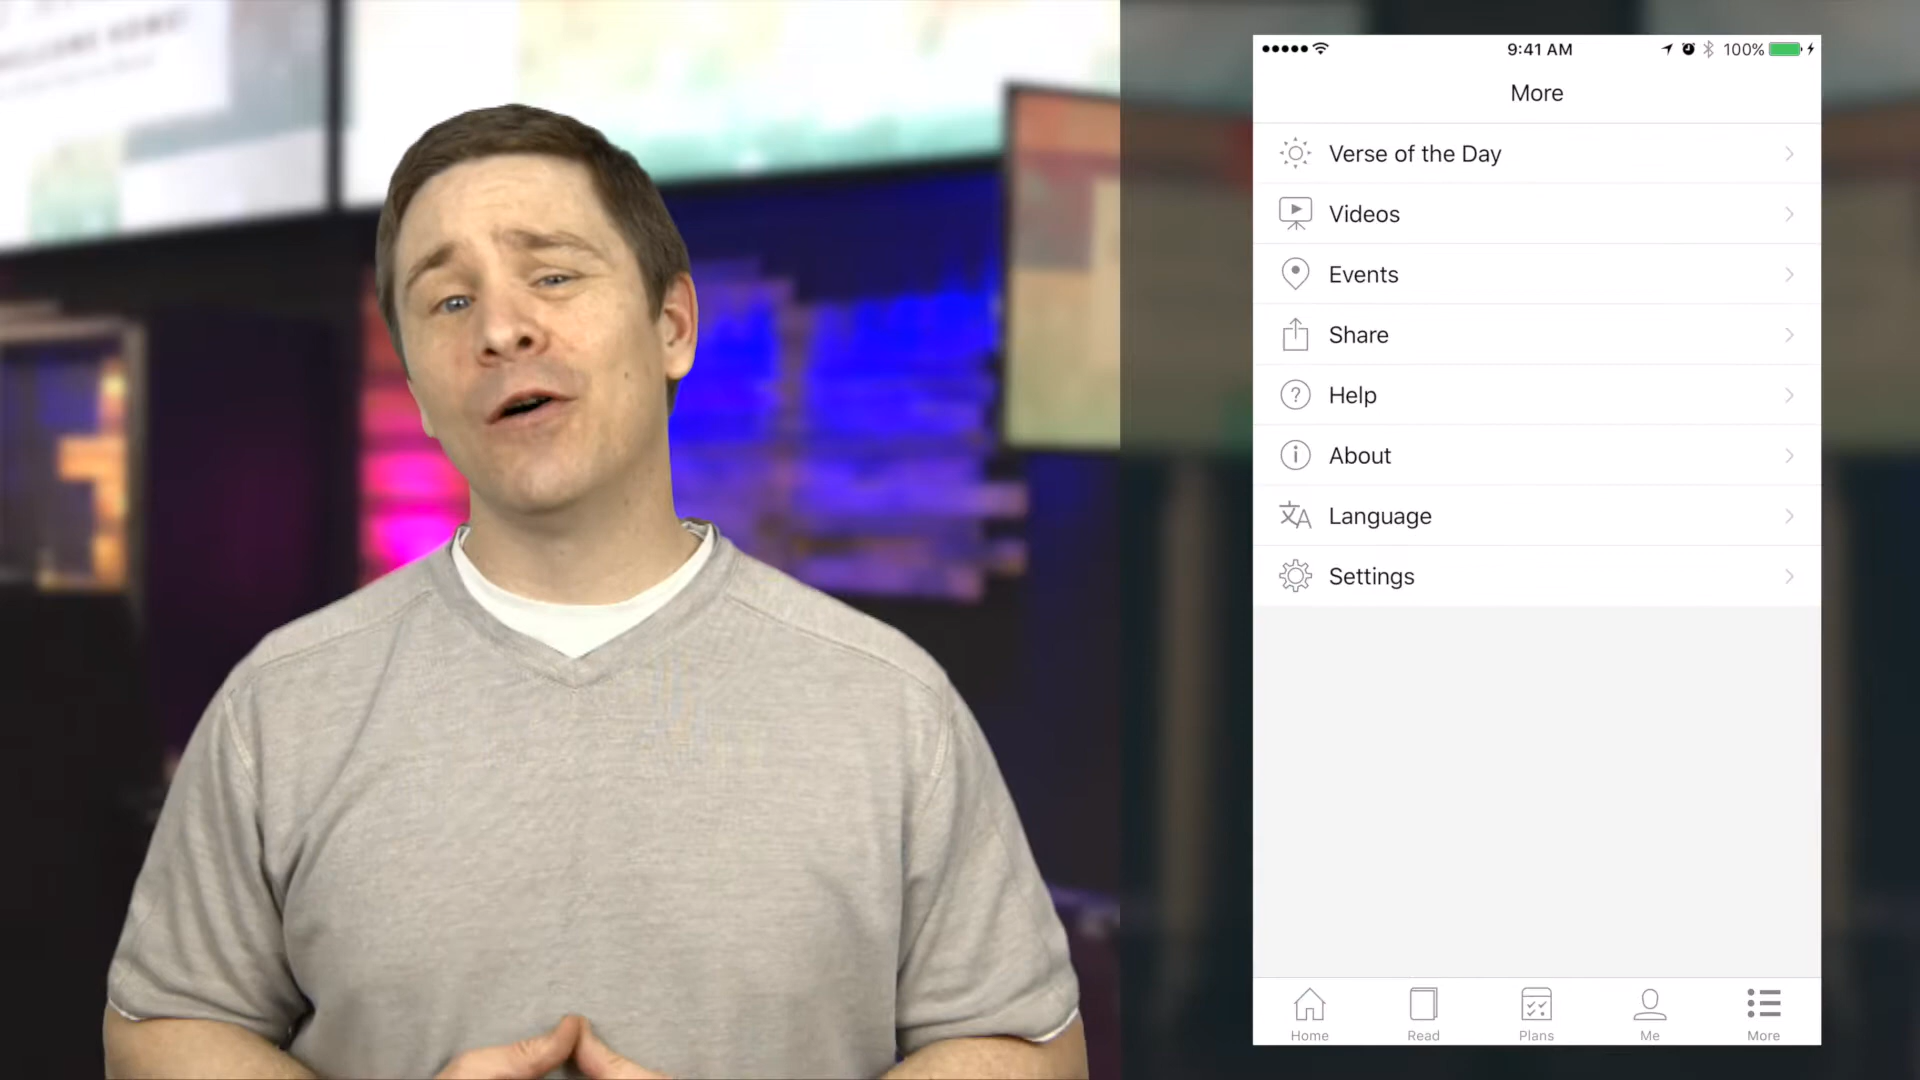 9:41 AM
100%
More
Verse of the Day
Videos
Events
Share
Help
About
Language
Settings
Home
Read
Plans
Me
More